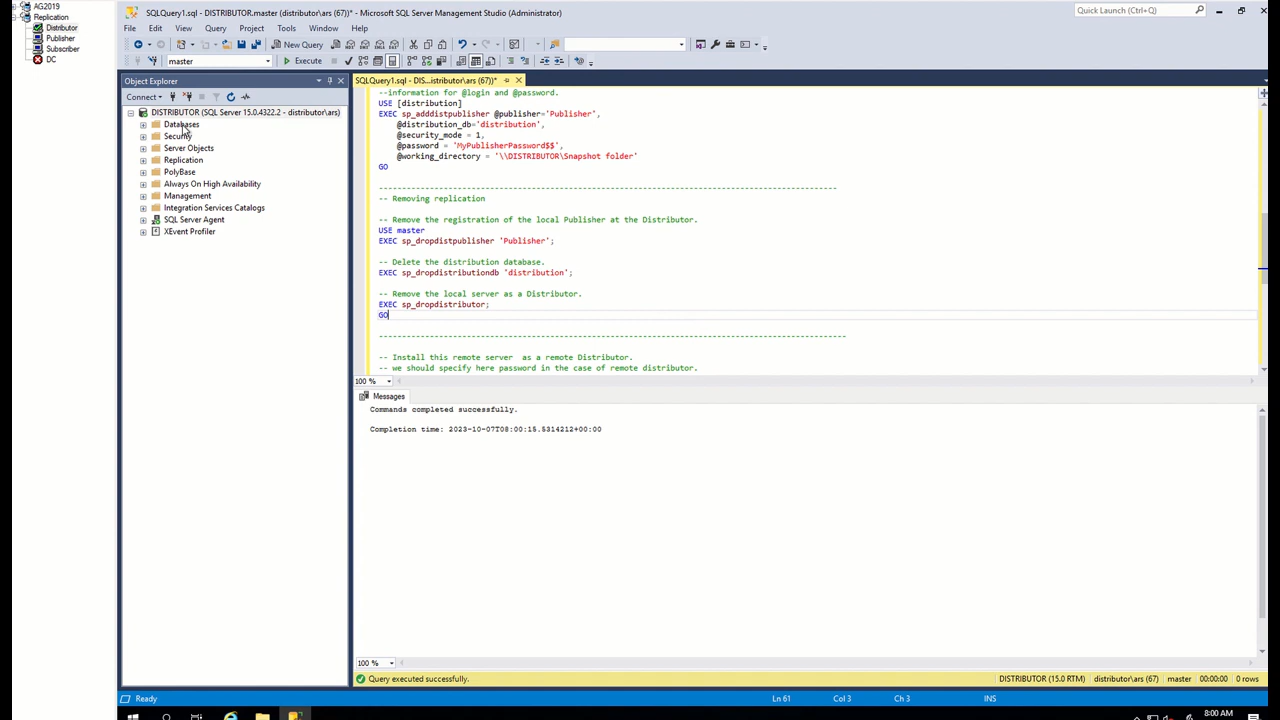 AG2019
Replication
Distributor
Publisher
Subscriber
DC
SQLQuery1.sql - DISTRIBUTOR.master (distributor\ars (67))* - Microsoft SQL Server Management Studio (Administrator)
Quick Launch (Ctrl+Q)
File Edit View Query Project Tools Window Help
New Query
master
Execute
Object Explorer
Connect
DISTRIBUTOR (SQL Server 15.0.4322.2 - distributor\ars)
Databases
Security
Server Objects
Replication
PolyBase
Always On High Availability
Management
Integration Services Catalogs
SQL Server Agent
XEvent Profiler
SQLQuery1.sql - DIS...istributor\ars (67))*
--information for @login and @password.
USE [distribution]
EXEC sp_adddistpublisher @publisher='Publisher',
@distribution_db='distribution',
@security_mode = 1,
@password = 'MyPublisherPassword$$',
@working_directory = '\\DISTRIBUTOR\Snapshot folder'
GO
-- Removing replication
-- Remove the registration of the local Publisher at the Distributor.
USE master
EXEC sp_dropdistpublisher 'Publisher';
-- Delete the distribution database.
EXEC sp_dropdistributiondb 'distribution';
-- Remove the local server as a Distributor.
EXEC sp_dropdistributor;
GO
-- Install this remote server  as a remote Distributor.
-- we should specify here password in the case of remote distributor.
100 %
Messages
Commands completed successfully.
Completion time: 2023-10-07T08:00:15.5314212+00:00
100 %
Query executed successfully.
DISTRIBUTOR (15.0 RTM) distributor\ars (67) master 00:00:00 0 rows
Ready
Ln 61 Col 3 Ch 3 INS
8:00 AM